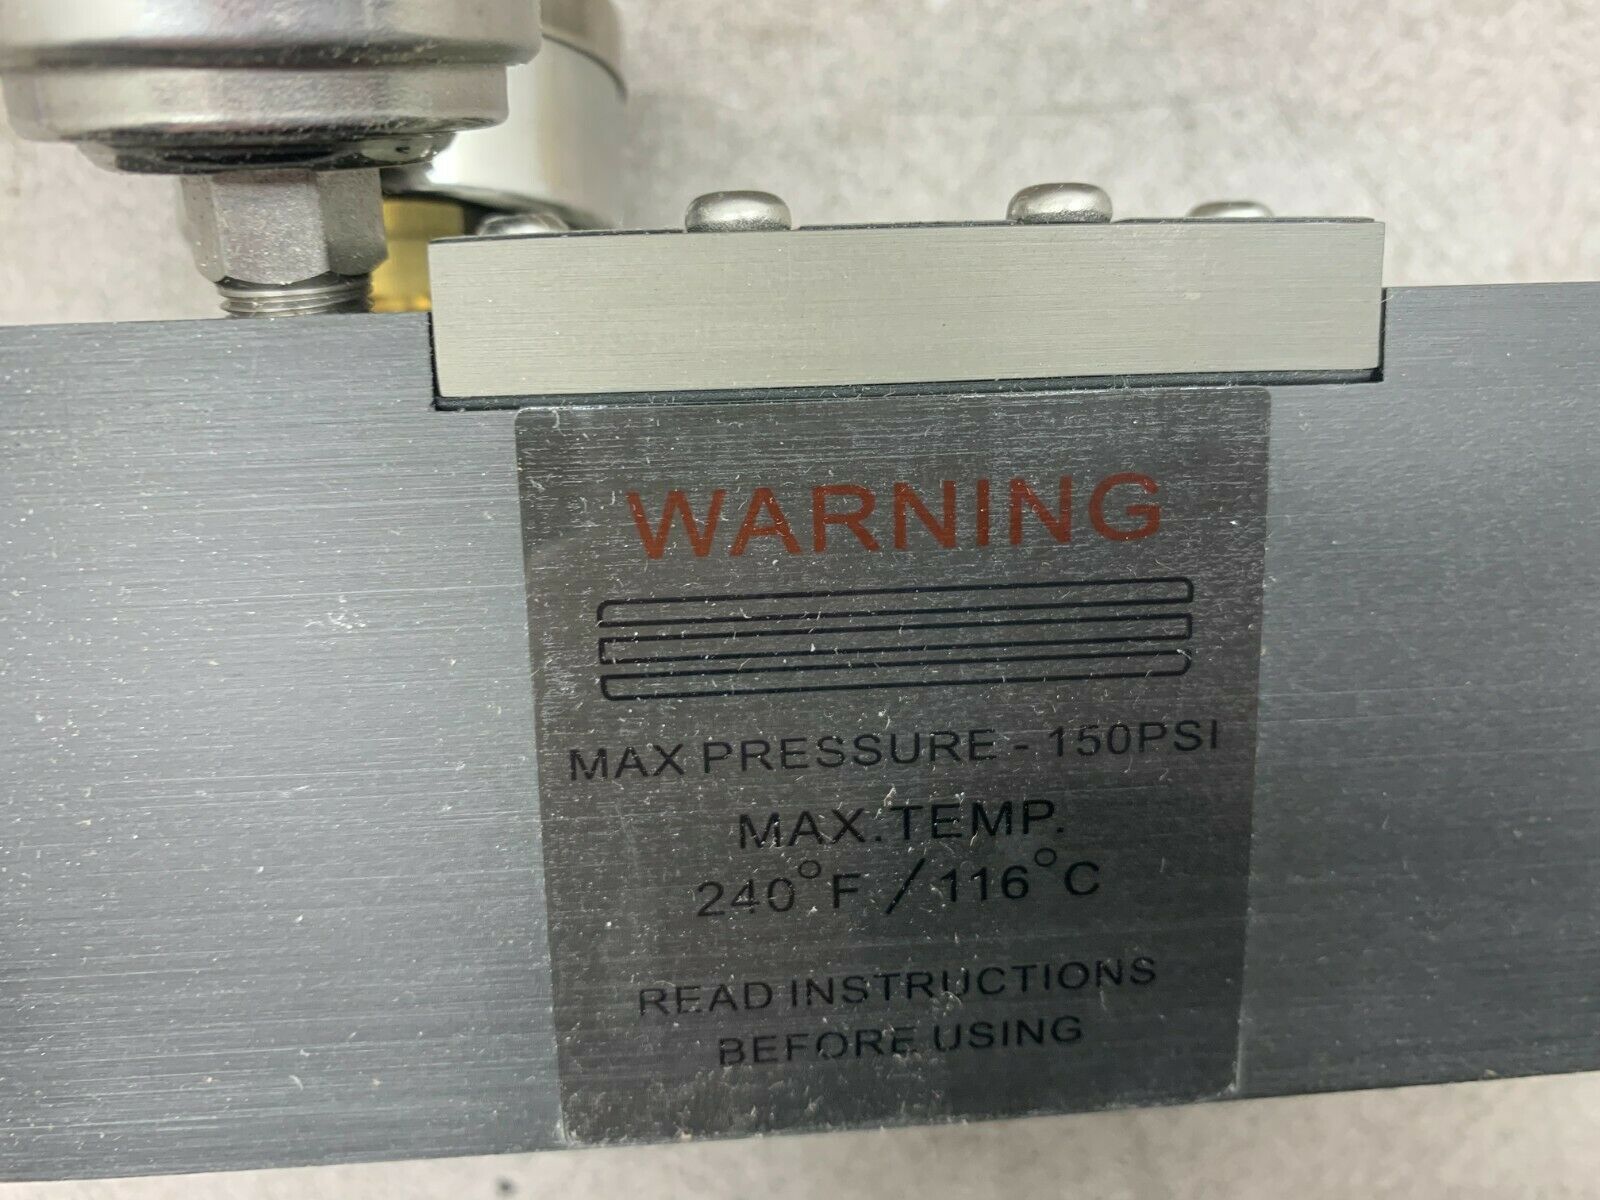 WARNING
MAX PRESSURE - 150PSI
MAX.TEMP.
240°F / 116°C
READ INSTRUCTIONS
BEFORE USING